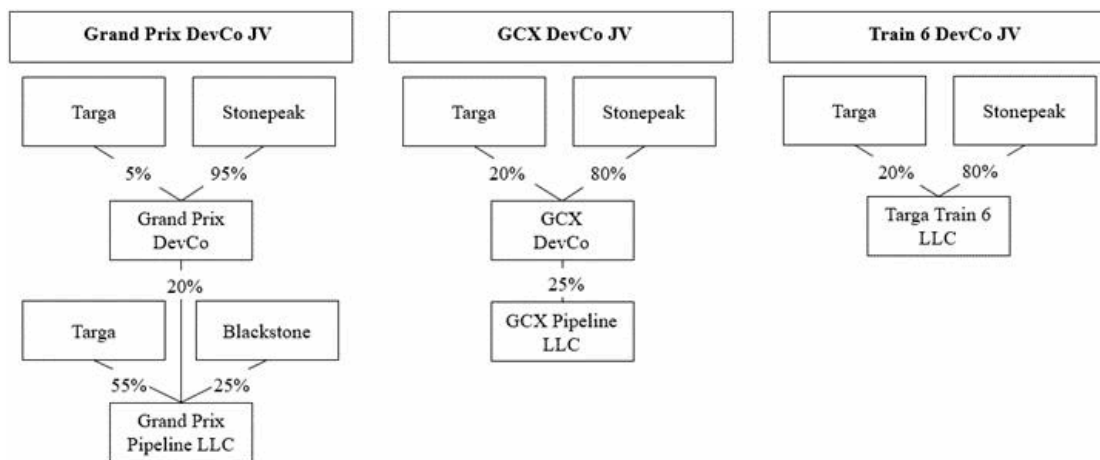 Grand Prix DevCo JV
Targa
Stonepeak
5%
95%
Grand Prix
DevCo
20%
Targa
Blackstone
55%
25%
Grand Prix
Pipeline LLC
GCX DevCo JV
Targa
Stonepeak
20%
80%
GCX
DevCo
25%
GCX Pipeline
LLC
Train 6 DevCo JV
Targa
Stonepeak
20%
80%
Targa Train 6
LLC